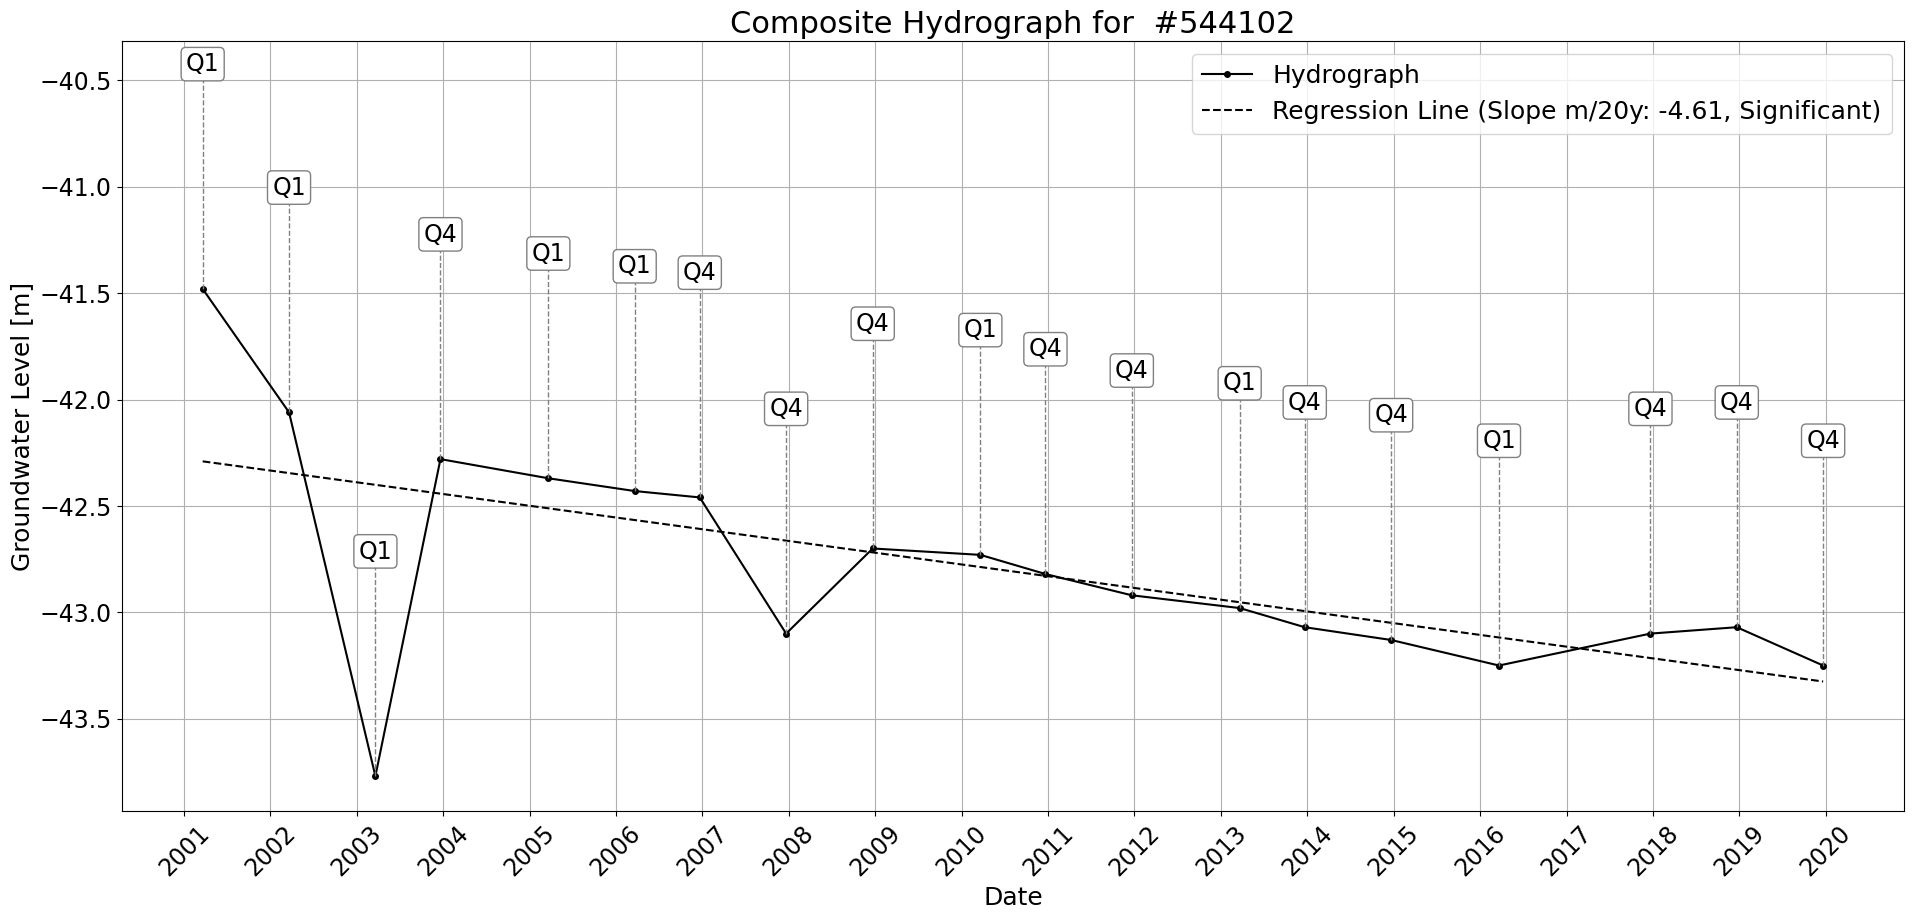 Composite Hydrograph for  #544102
Hydrograph
Regression Line (Slope m/20y: -4.61, Significant)
Groundwater Level [m]
−40.5
−41.0
−41.5
−42.0
−42.5
−43.0
−43.5
Q1
Q1
Q1
Q4
Q1
Q1
Q4
Q4
Q4
Q1
Q4
Q4
Q1
Q4
Q4
Q1
Q4
Q4
Q4
2001
2002
2003
2004
2005
2006
2007
2008
2009
2010
2011
2012
2013
2014
2015
2016
2017
2018
2019
2020
Date